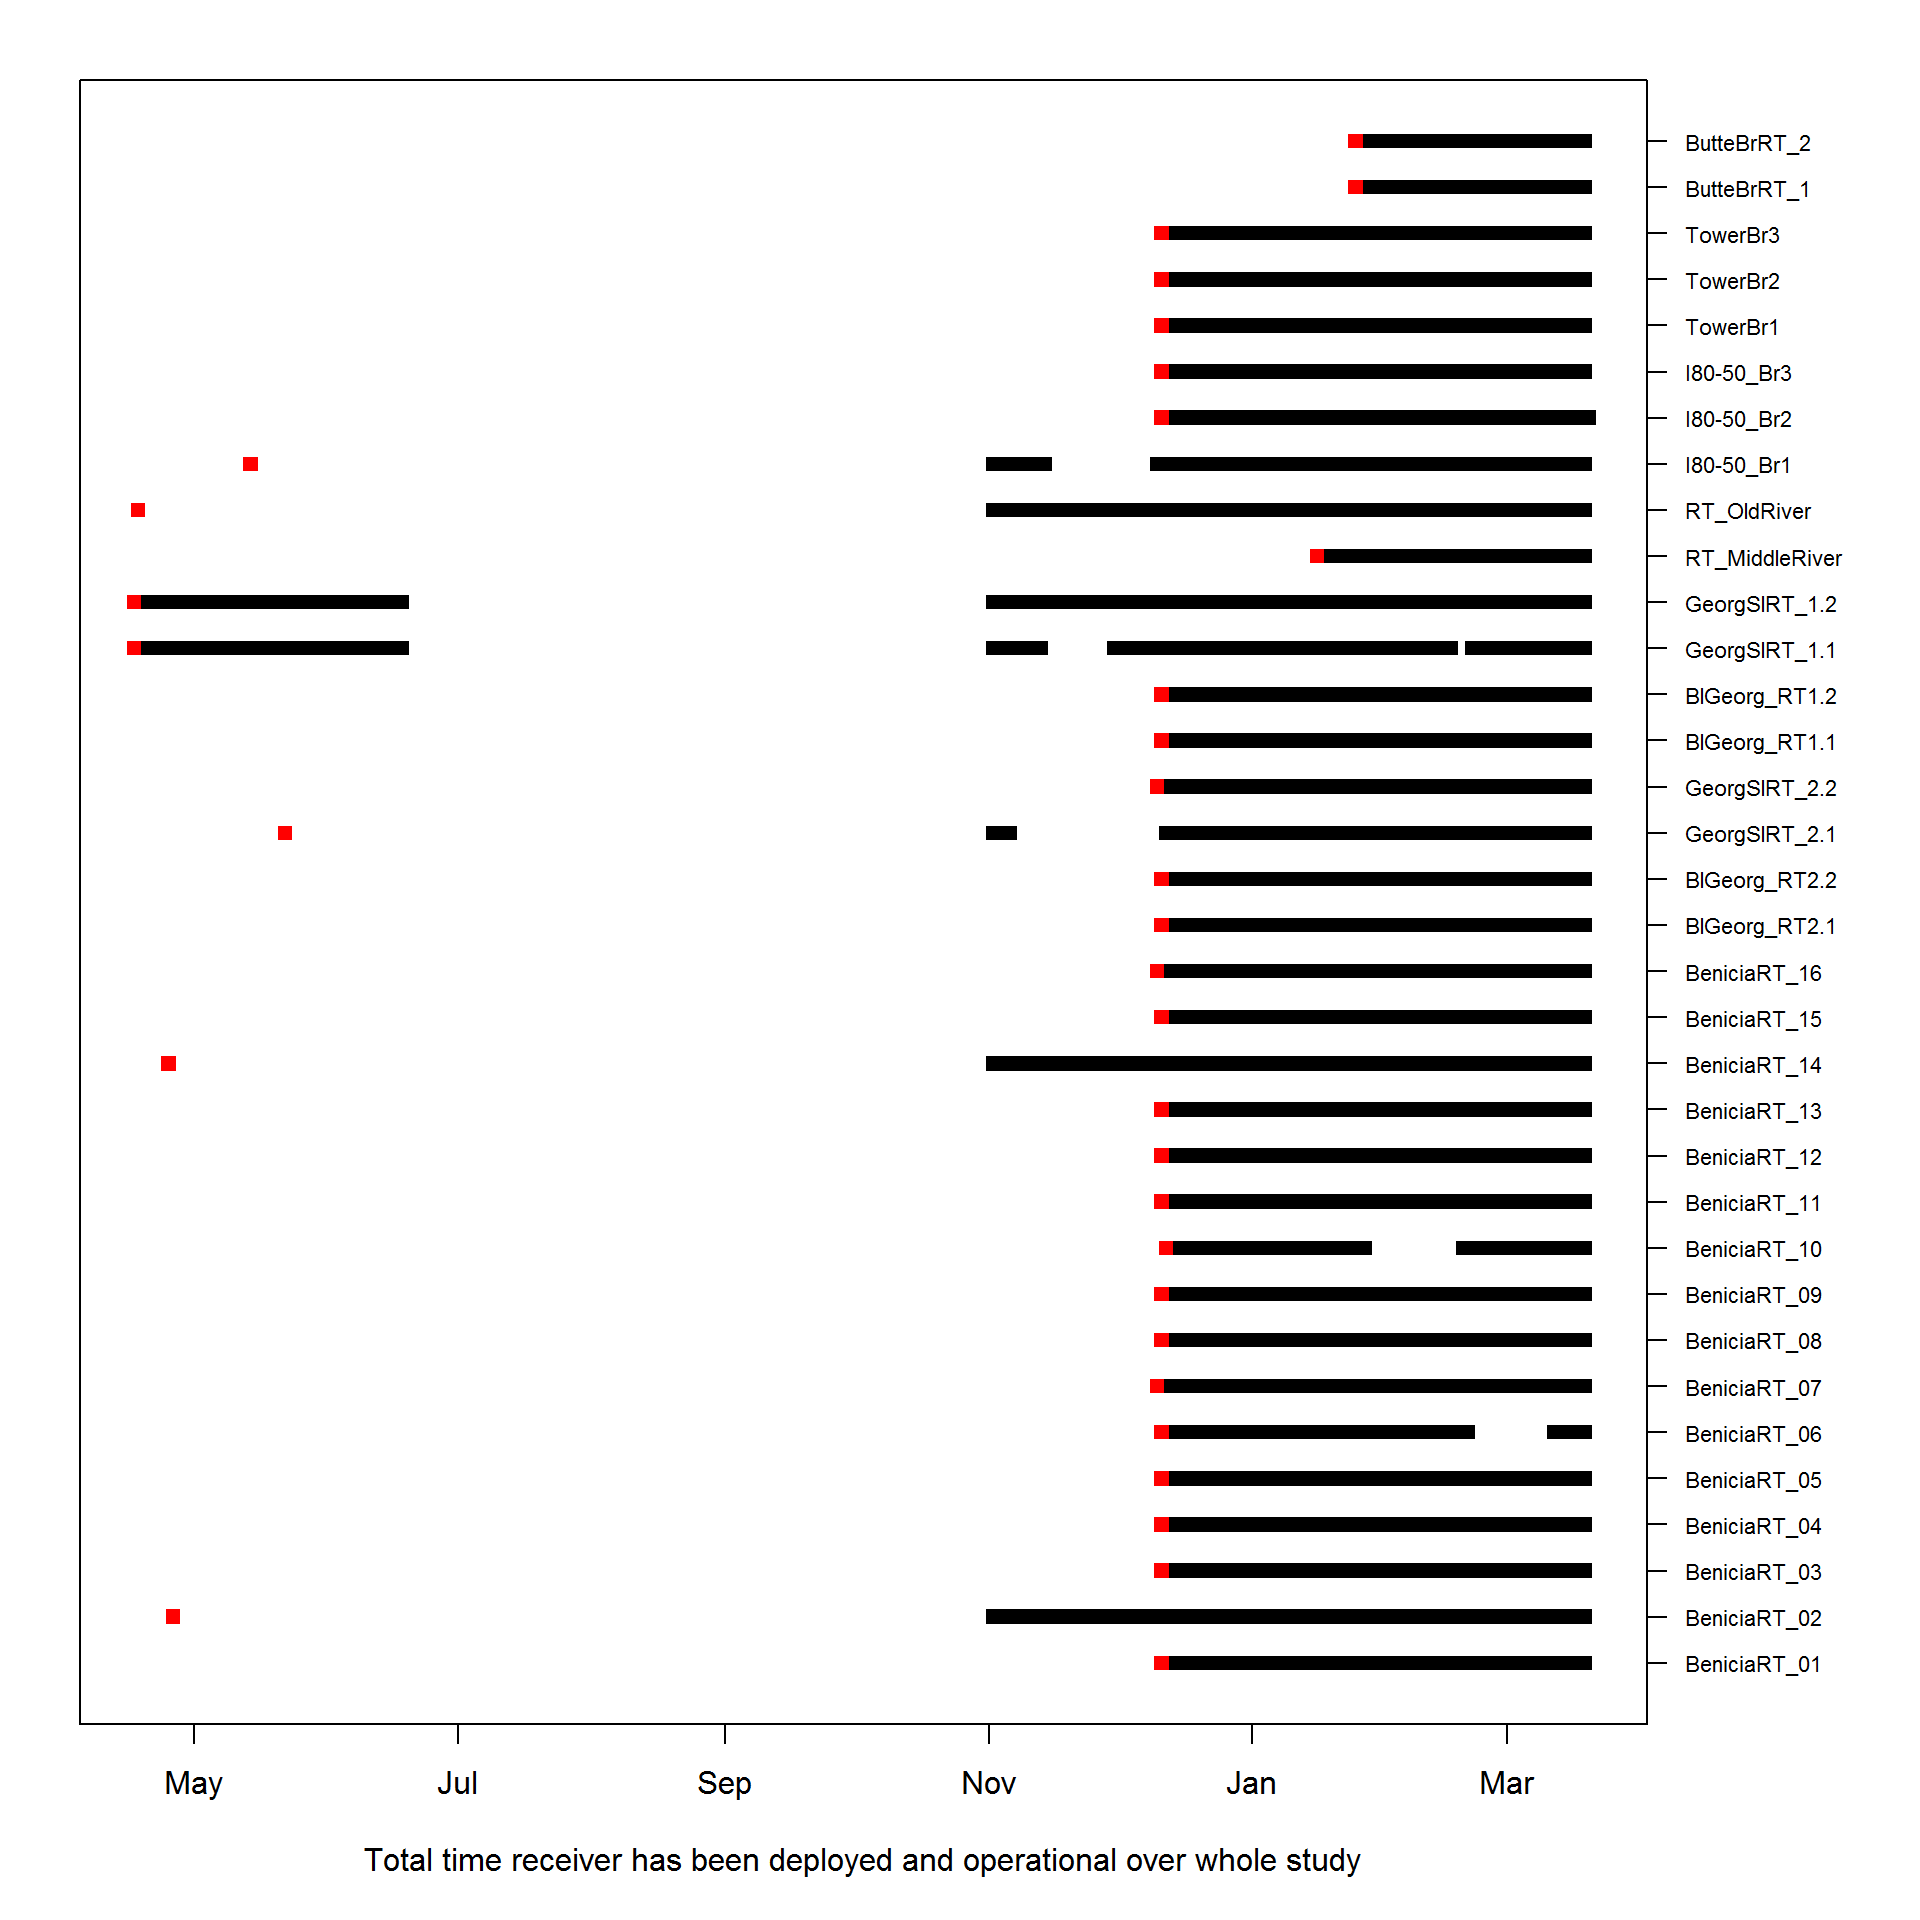 ButteBrRT_2
ButteBrRT_1
TowerBr3
TowerBr2
TowerBr1
I80-50_Br3
I80-50_Br2
I80-50_Br1
RT_OldRiver
RT_MiddleRiver
GeorgSlRT_1.2
GeorgSlRT_1.1
BlGeorg_RT1.2
BlGeorg_RT1.1
GeorgSlRT_2.2
GeorgSlRT_2.1
BlGeorg_RT2.2
BlGeorg_RT2.1
BeniciaRT_16
BeniciaRT_15
BeniciaRT_14
BeniciaRT_13
BeniciaRT_12
BeniciaRT_11
BeniciaRT_10
BeniciaRT_09
BeniciaRT_08
BeniciaRT_07
BeniciaRT_06
BeniciaRT_05
BeniciaRT_04
BeniciaRT_03
BeniciaRT_02
BeniciaRT_01
May Jul Sep Nov Jan Mar
Total time receiver has been deployed and operational over whole study